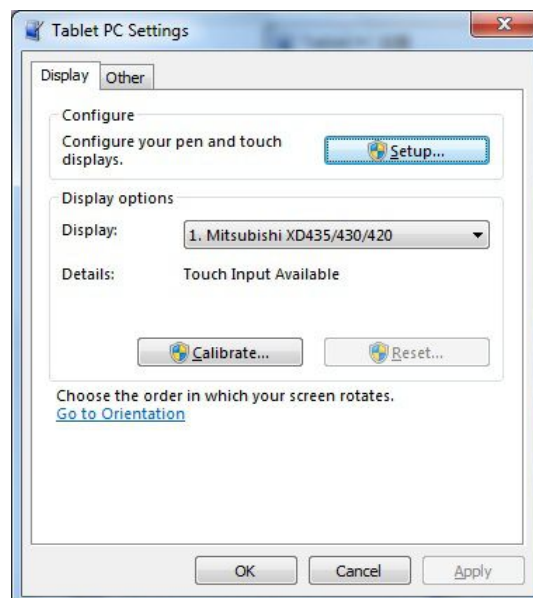 Tablet PC Settings
Display Other
Configure
Configure your pen and touch
displays.
Setup...
Display options
Display: 1. Mitsubishi XD435/430/420
Details: Touch Input Available
Calibrate... Reset...
Choose the order in which your screen rotates.
Go to Orientation
OK Cancel Apply